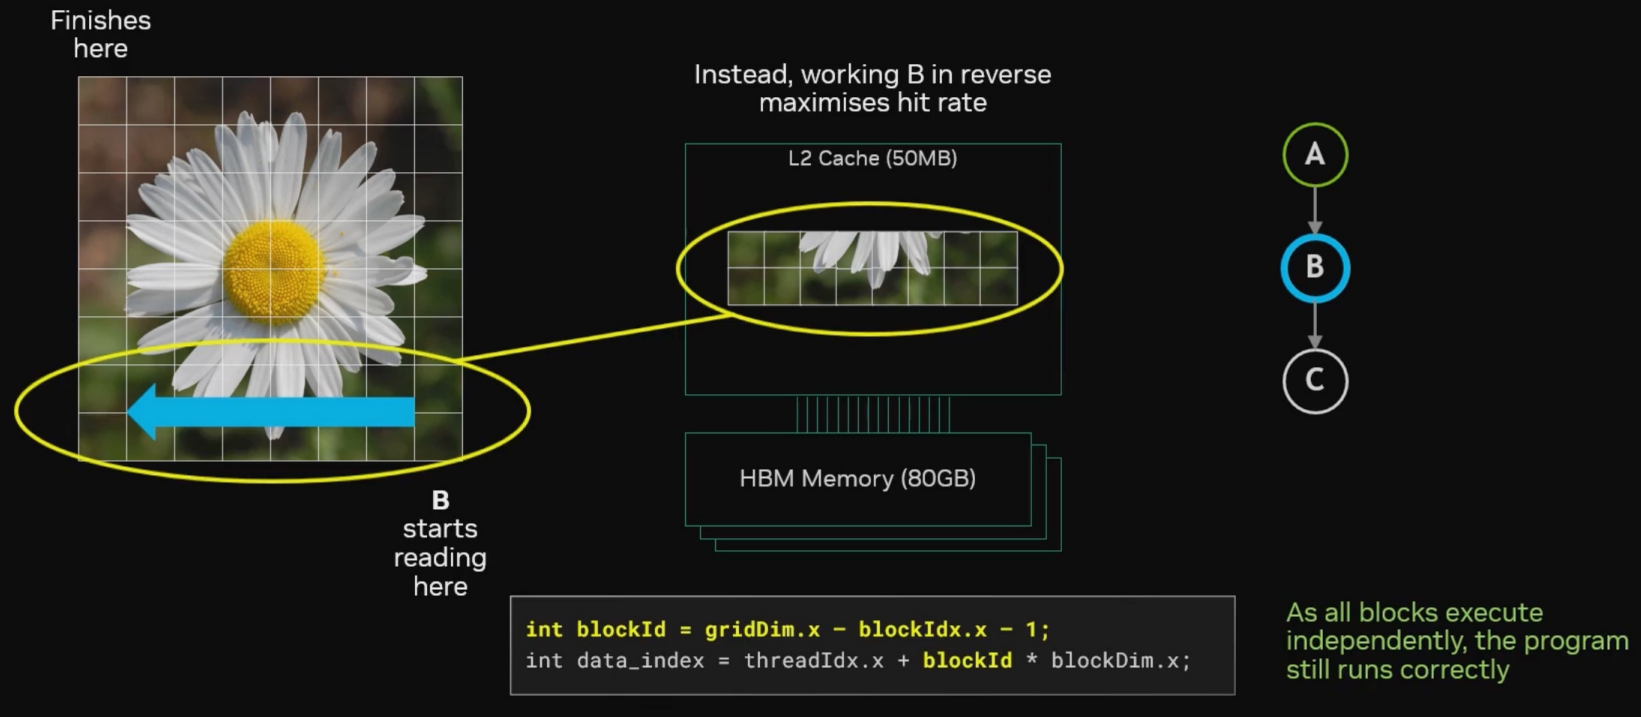 Finishes
here
Instead, working B in reverse
maximises hit rate
L2 Cache (50MB)
A
B
C
HBM Memory (80GB)
B
starts
reading
here
int blockId = gridDim.x – blockIdx.x – 1;
int data_index = threadIdx.x + blockId * blockDim.x;
As all blocks execute
independently, the program
still runs correctly